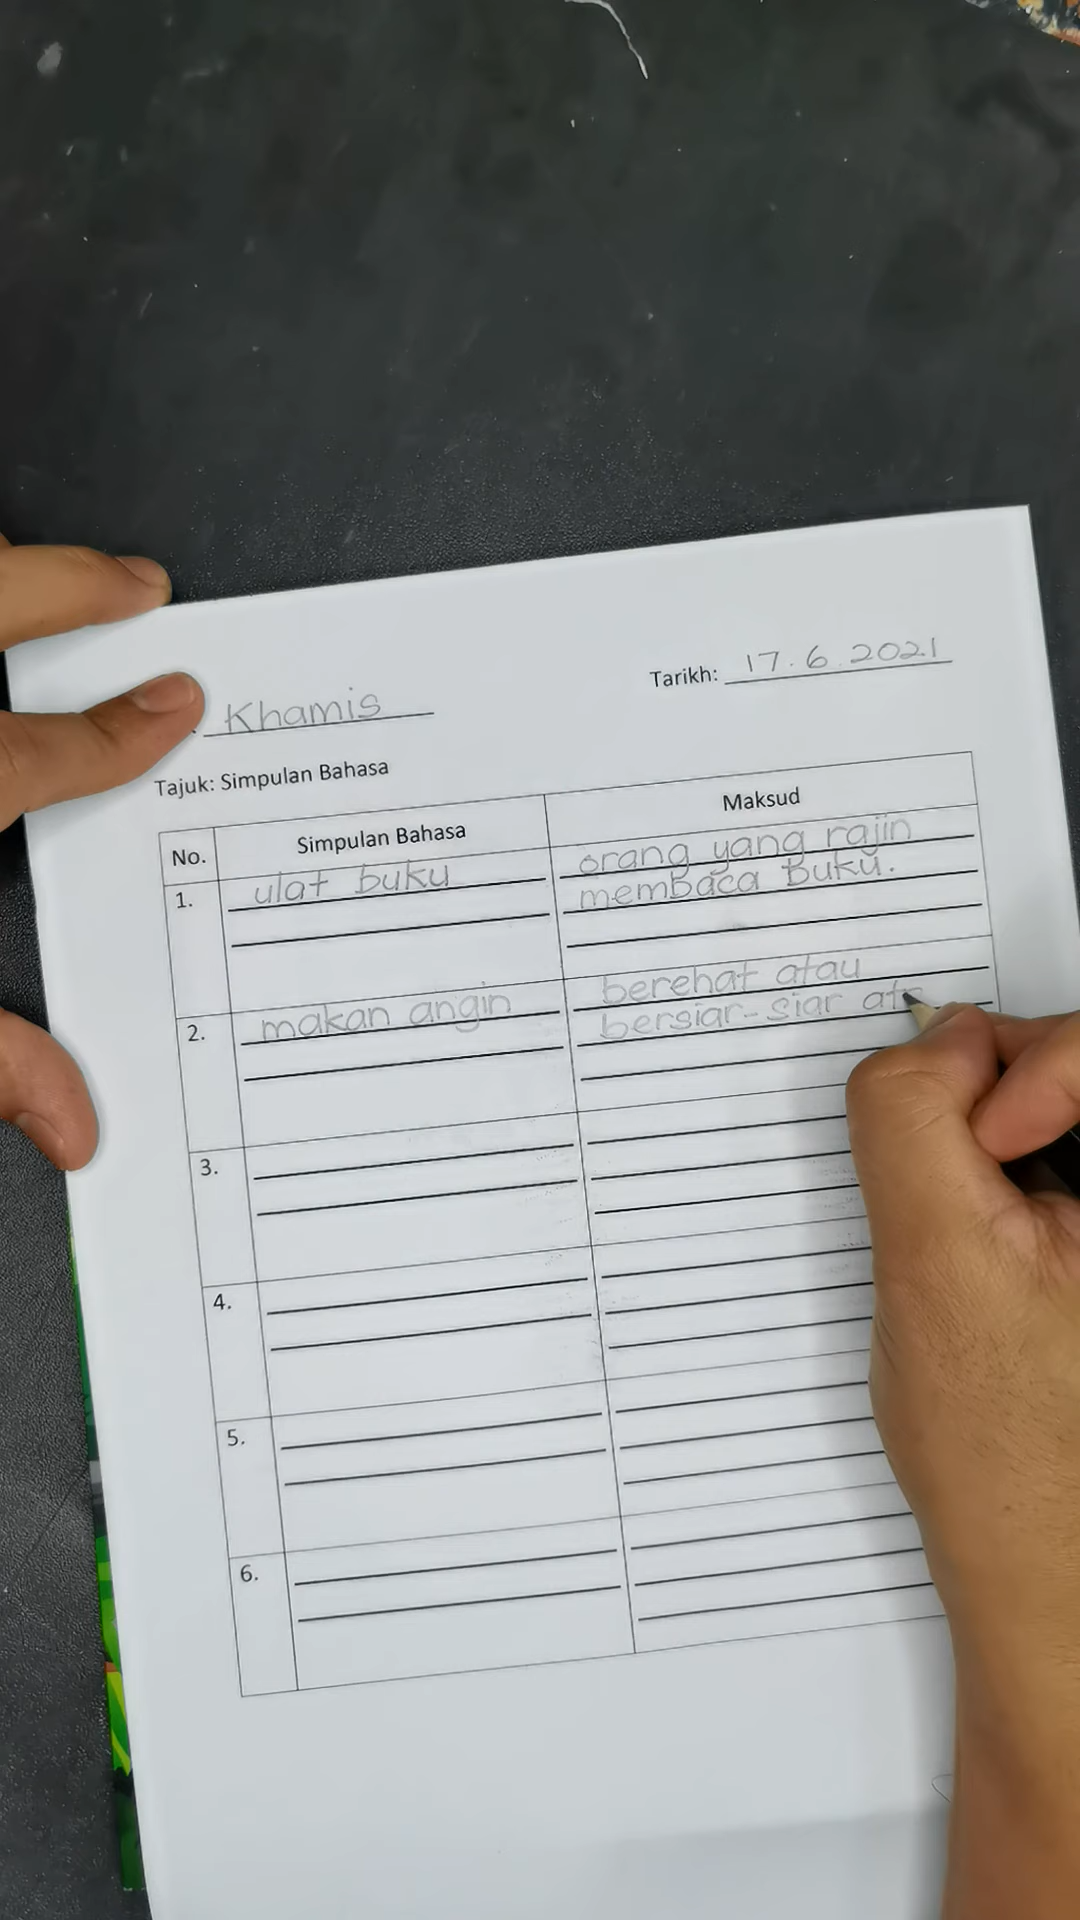 Khamis
Tarikh: 17.6.2021
Tajuk: Simpulan Bahasa
No. Simpulan Bahasa Maksud
1. ulat buku orang yang rajin
membaca buku.
2. makan angin berehat atau
bersiar-siar
3.
4.
5.
6.